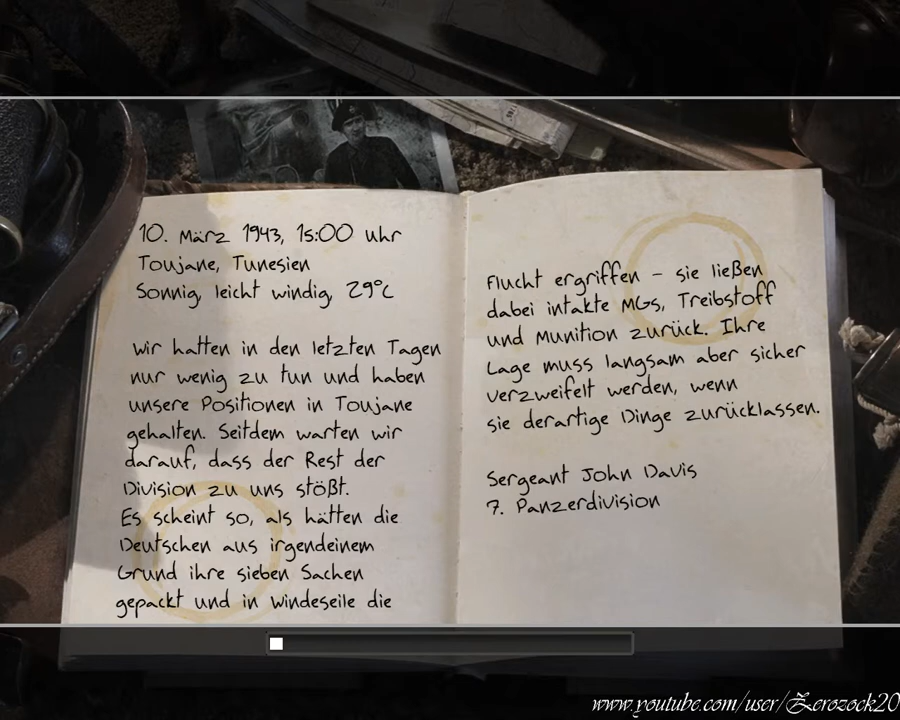 10. März 1943, 15:00 Uhr
Toujane, Tunesien
Sonnig, leicht windig, 29°C
Wir hatten in den letzten Tagen
nur wenig zu tun und haben
unsere Positionen in Toujane
gehalten. Seitdem warten wir
darauf, dass der Rest der
Division zu uns stößt.
Es scheint so, als hätten die
Deutschen aus irgendeinem
Grund ihre sieben Sachen
gepackt und in Windeseile die
Flucht ergriffen – sie ließen
dabei intakte MGs, Treibstoff
und Munition zurück. Ihre
Lage muss langsam aber sicher
verzweifelt werden, wenn
sie derartige Dinge zurücklassen.
Sergeant John Davis
7. Panzerdivision
www.youtube.com/user/Zerozock20